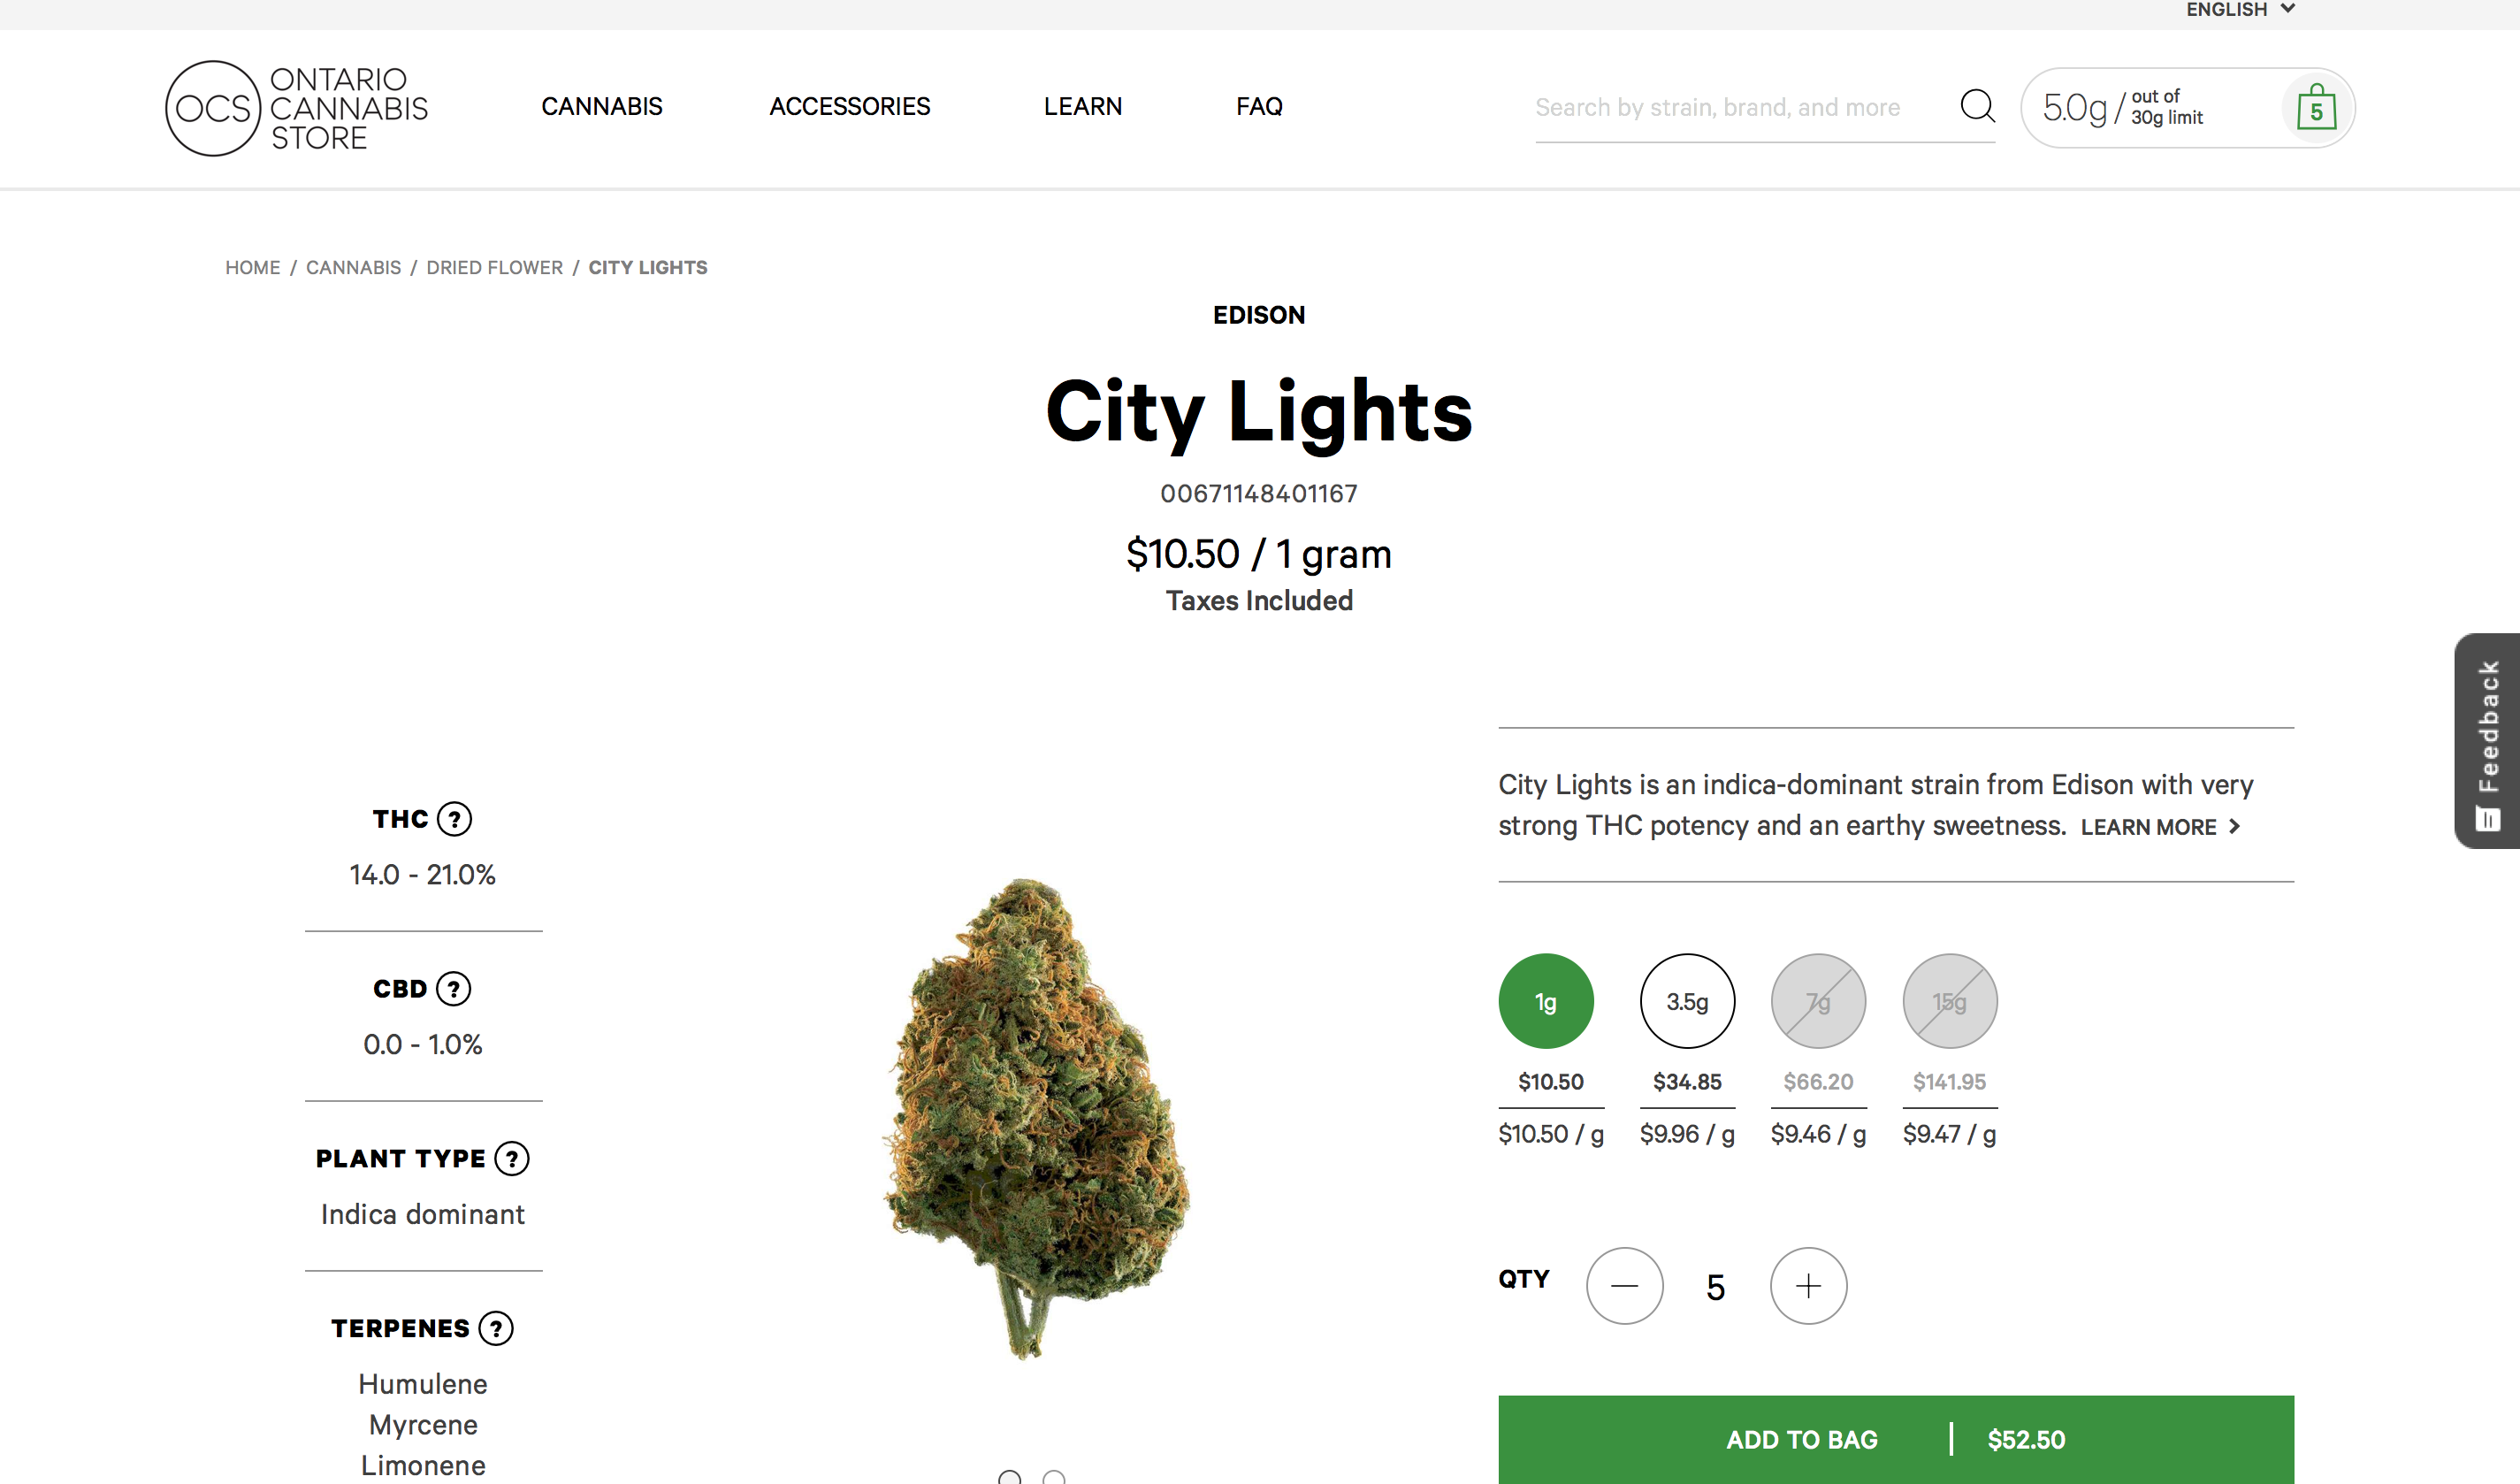 ENGLISH
OCS
ONTARIO
CANNABIS
STORE
CANNABIS
ACCESSORIES
LEARN
FAQ
Search by strain, brand, and more
5.0g / out of
30g limit
5
HOME / CANNABIS / DRIED FLOWER / CITY LIGHTS
EDISON
City Lights
00671148401167
$10.50 / 1 gram
Taxes Included
Feedback
THC ?
14.0 - 21.0%
CBD ?
0.0 - 1.0%
PLANT TYPE ?
Indica dominant
TERPENES ?
Humulene
Myrcene
Limonene
City Lights is an indica-dominant strain from Edison with very
strong THC potency and an earthy sweetness. LEARN MORE >
1g 3.5g 7g 15g
$10.50 $34.85 $66.20 $141.95
$10.50 / g $9.96 / g $9.46 / g $9.47 / g
QTY — 5 +
ADD TO BAG | $52.50